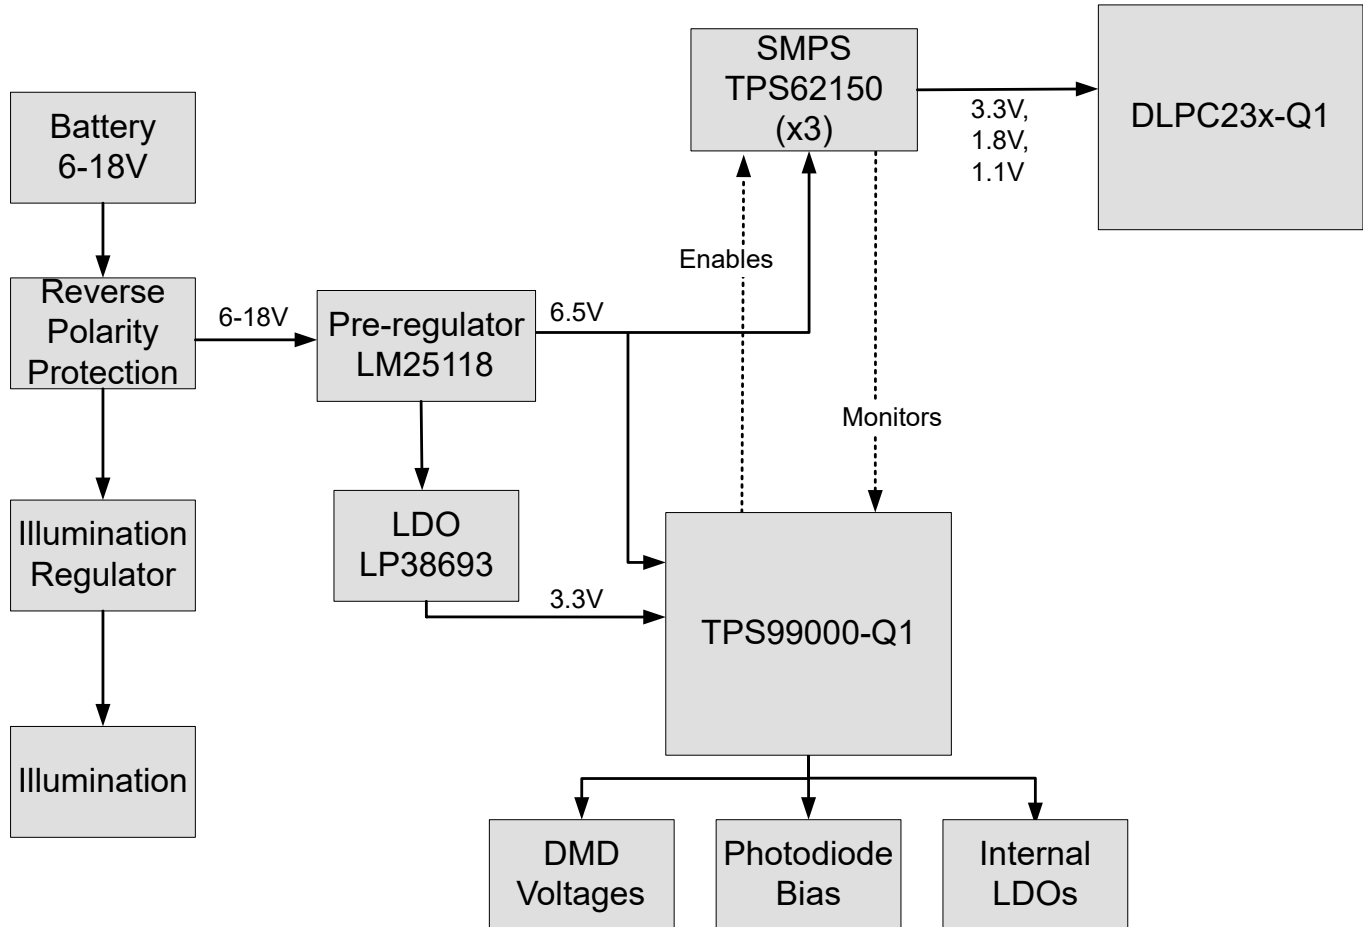 SMPS
TPS62150
(x3)
3.3V,
1.8V,
1.1V
DLPC23x-Q1
Battery
6-18V
Enables
Reverse
Polarity
Protection
6-18V
Pre-regulator
LM25118
6.5V
Monitors
Illumination
Regulator
LDO
LP38693
3.3V
TPS99000-Q1
Illumination
DMD
Voltages
Photodiode
Bias
Internal
LDOs